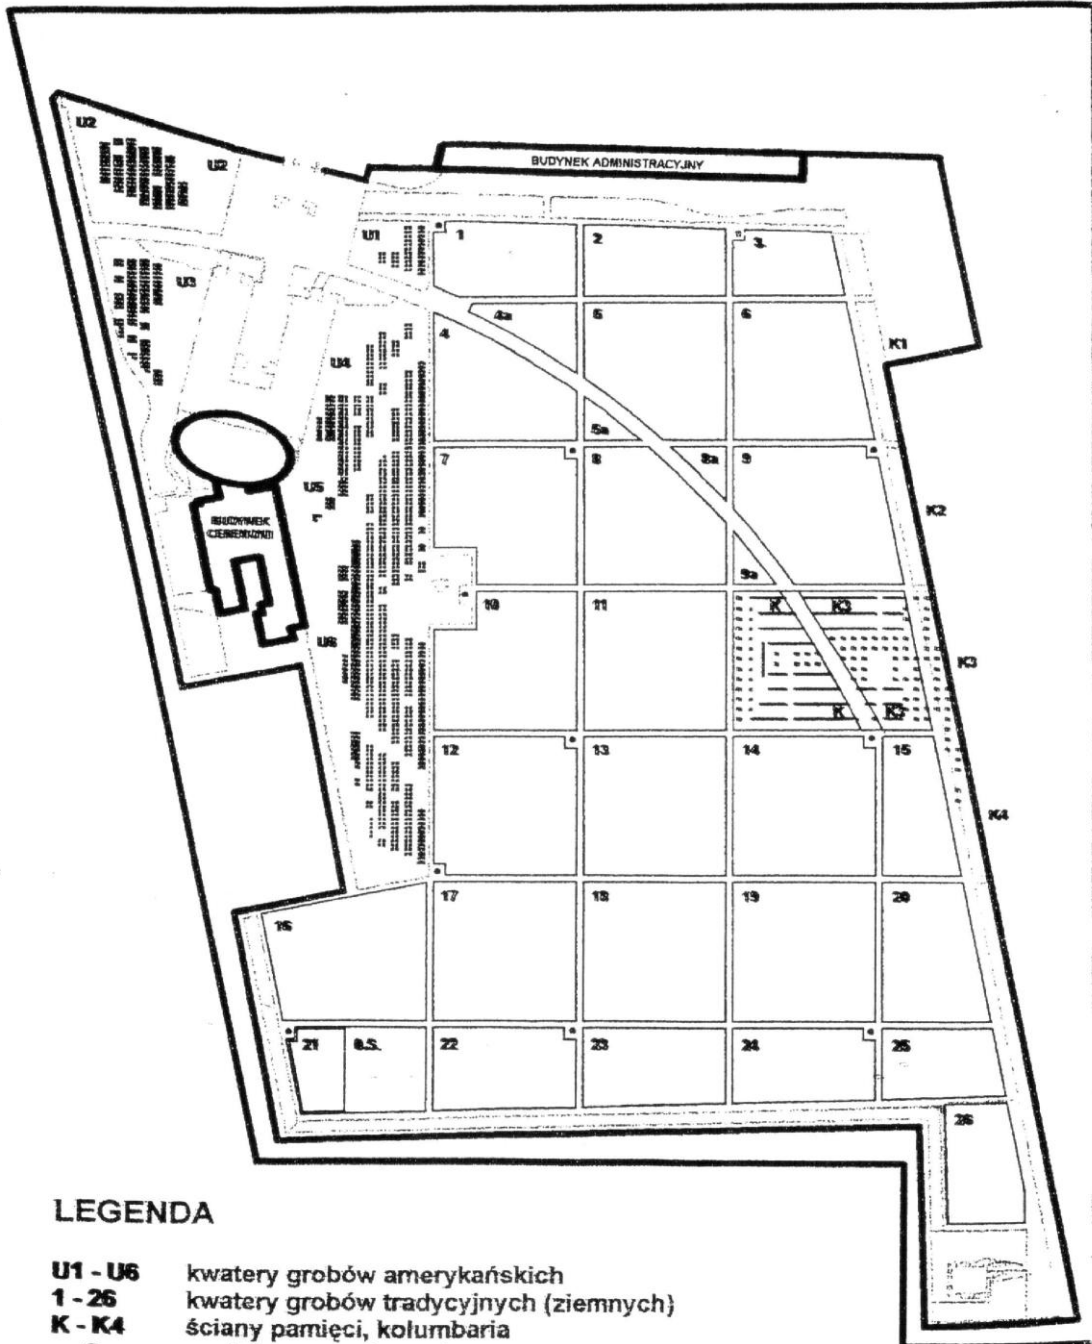 U2
U2
BUDYNEK ADMINISTRACYJNY
U1
1
2
3
U3
4a
4
5
6
K1
U4
5a
7
8
8a
9
U5
K2
BUDYNEK
9a
10
11
K
K3
U6
K3
K
K3
12
13
14
15
K4
16
17
18
19
20
21
B.S.
22
23
24
25
26
LEGENDA
U1 - U6 kwatery grobów amerykańskich
1 - 26 kwatery grobów tradycyjnych (ziemnych)
K - K4 ściany pamięci, kolumbaria